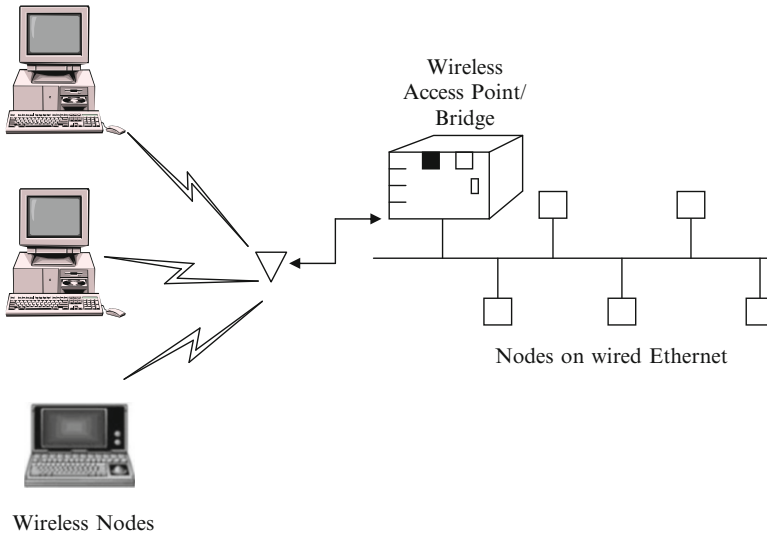 Wireless
Access Point/
Bridge
Nodes on wired Ethernet
Wireless Nodes